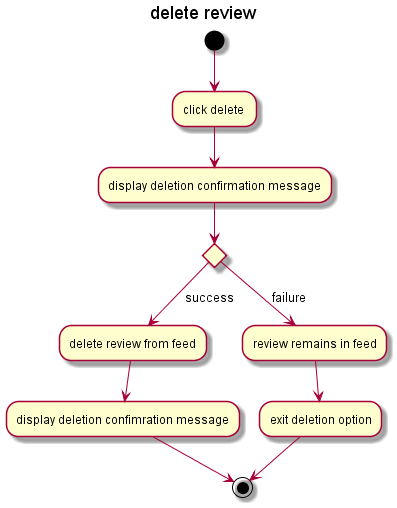 delete review
click delete
display deletion confirmation message
success
failure
delete review from feed
review remains in feed
display deletion confimration message
exit deletion option